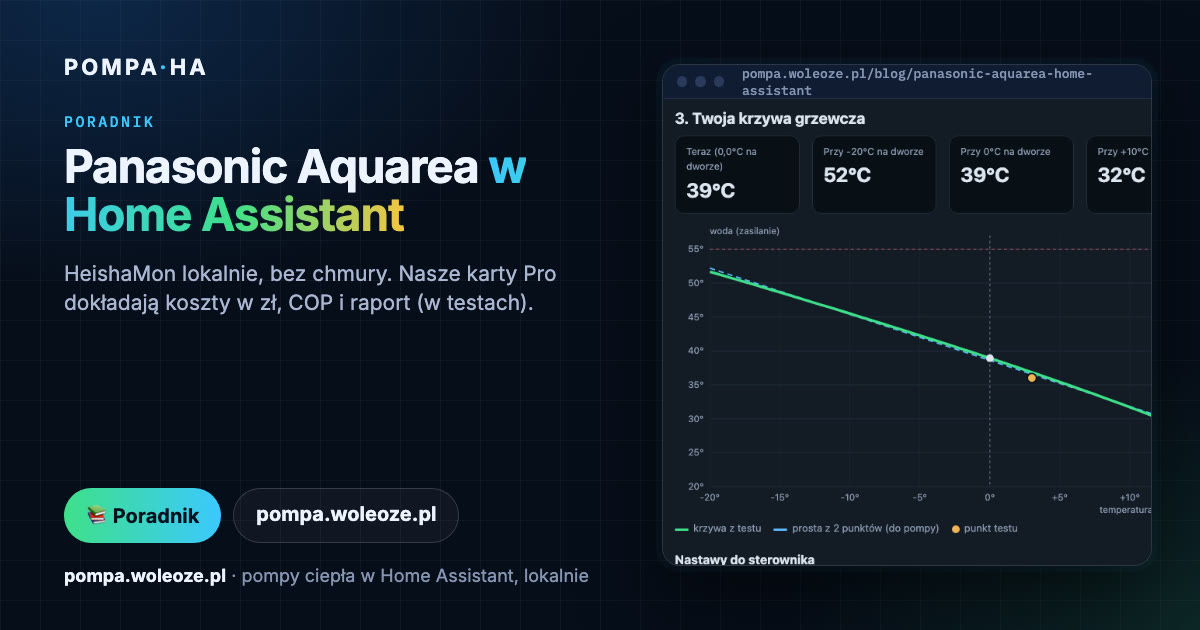 POMPA·HA
PORADNIK
Panasonic Aquarea w
Home Assistant
HeishaMon lokalnie, bez chmury. Nasze karty Pro
dokładają koszty w zł, COP i raport (w testach).
📚 Poradnik
pompa.woleoze.pl
pompa.woleoze.pl · pompy ciepła w Home Assistant, lokalnie
pompa.woleoze.pl/blog/panasonic-aquarea-home-
assistant
3. Twoja krzywa grzewcza
Teraz (0,0°C na
dworze)
39°C
Przy -20°C na dworze
52°C
Przy 0°C na dworze
39°C
Przy +10°C
32°C
woda (zasilanie)
55°
50°
45°
40°
35°
30°
25°
20°
-20° -15° -10° -5° 0° +5° +10°
temperatura
krzywa z testu prosta z 2 punktów (do pompy) punkt testu
Nastawy do sterownika